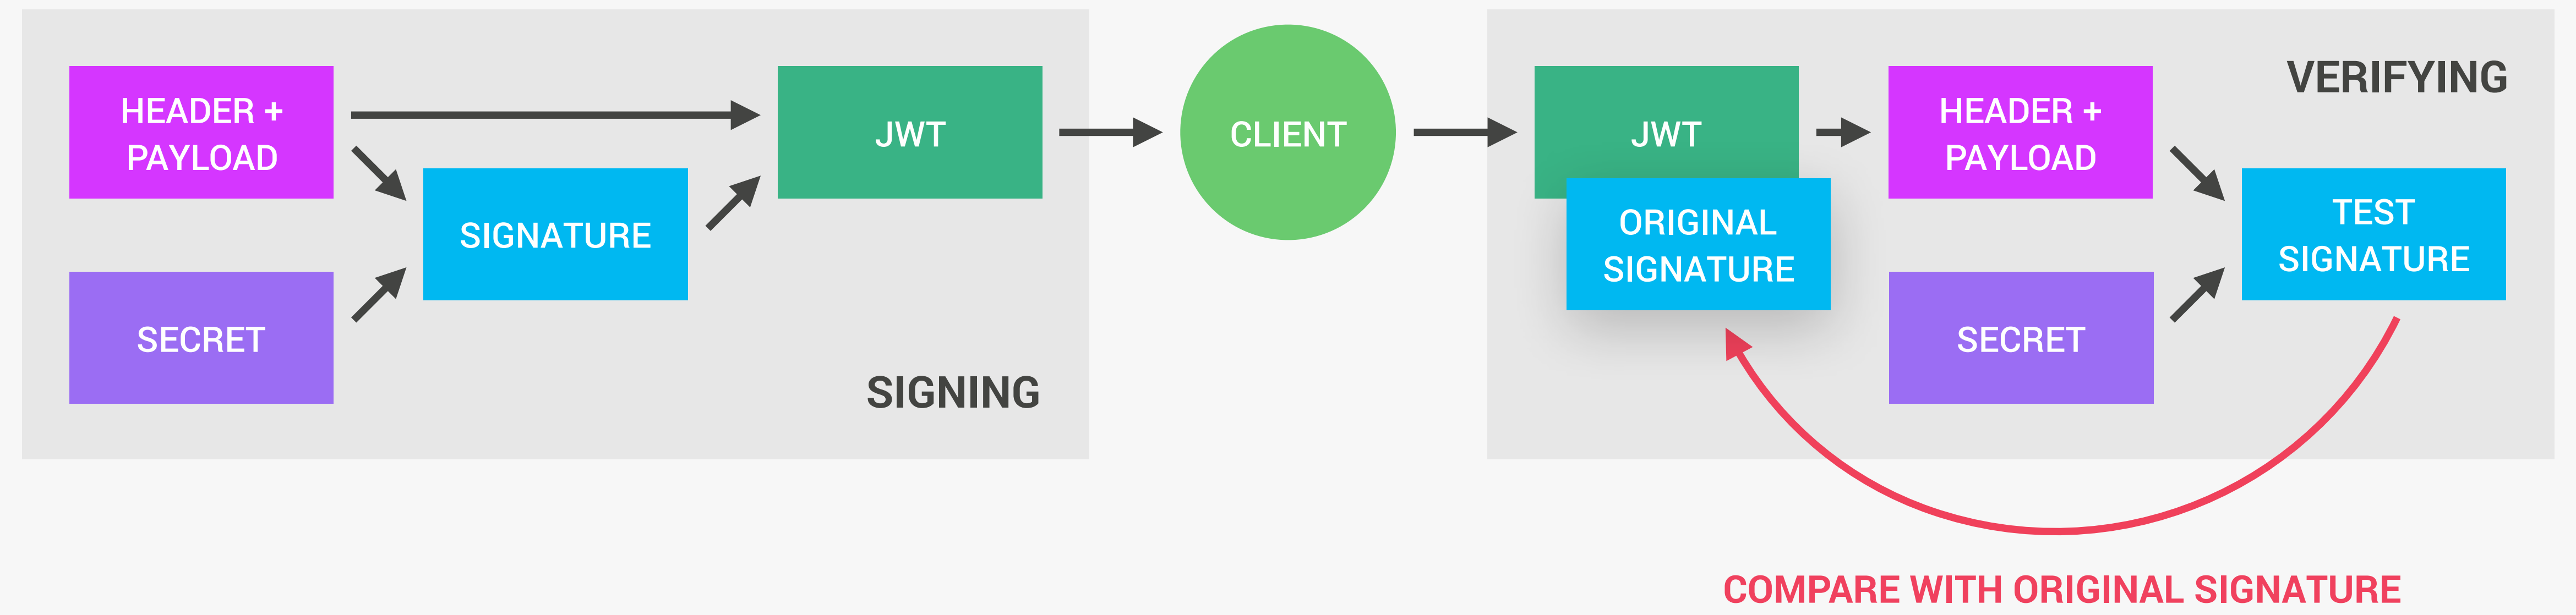 HEADER +
PAYLOAD
SECRET
SIGNATURE
JWT
SIGNING
CLIENT
VERIFYING
JWT
ORIGINAL
SIGNATURE
HEADER +
PAYLOAD
SECRET
TEST
SIGNATURE
COMPARE WITH ORIGINAL SIGNATURE